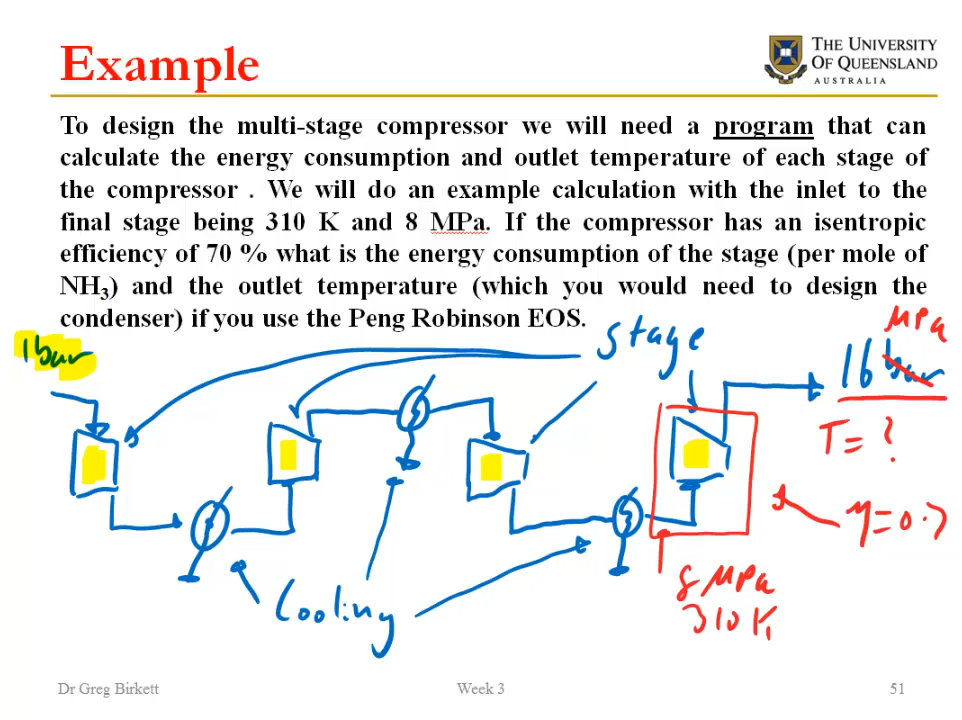 Example
THE UNIVERSITY
OF QUEENSLAND
AUSTRALIA
To design the multi-stage compressor we will need a program that can
calculate the energy consumption and outlet temperature of each stage of
the compressor . We will do an example calculation with the inlet to the
final stage being 310 K and 8 MPa. If the compressor has an isentropic
efficiency of 70 % what is the energy consumption of the stage (per mole of
NH₃) and the outlet temperature (which you would need to design the
condenser) if you use the Peng Robinson EOS.
1 bar
stage
MPa
16 bar
T = ?
η = 0.7
Cooling
8 MPa
310 K
Dr Greg Birkett
Week 3
51